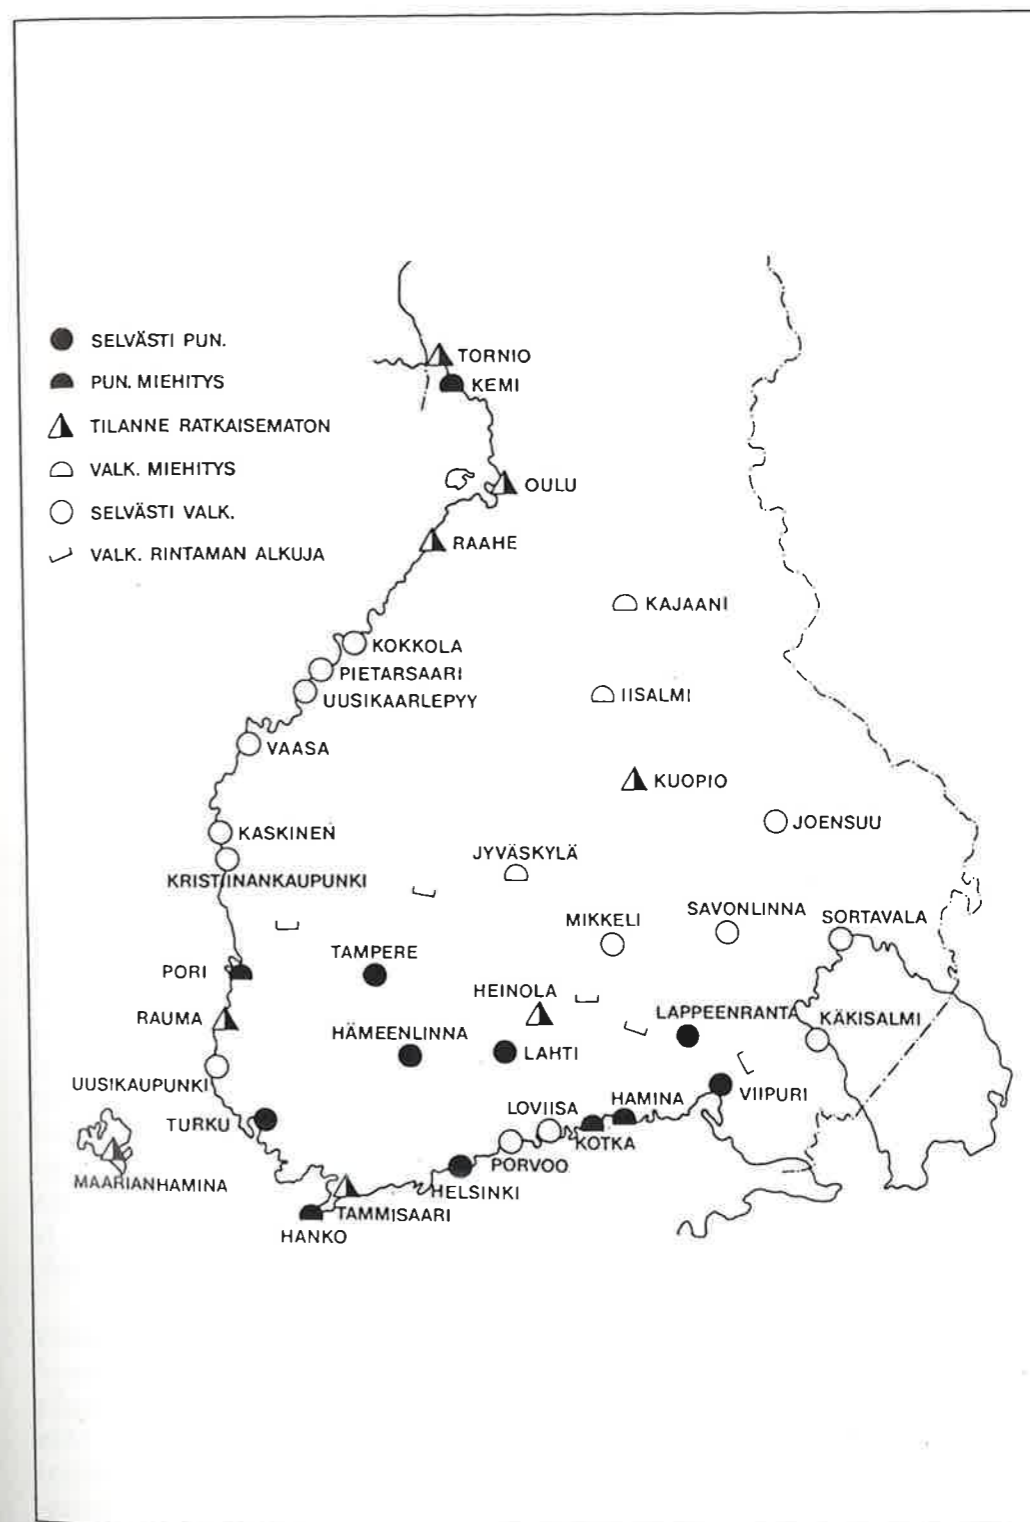 SELVÄSTI PUN.
PUN. MIEHITYS
TILANNE RATKAISEMATON
VALK. MIEHITYS
SELVÄSTI VALK.
VALK. RINTAMAN ALKUJA
TORNIO
KEMI
OULU
RAAHE
KAJAANI
KOKKOLA
PIETARSAARI
UUSIKAARLEPYY
IISALMI
VAASA
KUOPIO
JOENSUU
KASKINEN
JYVÄSKYLÄ
KRISTIINANKAUPUNKI
SAVONLINNA
MIKKELI
SORTAVALA
TAMPERE
PORI
HEINOLA
LAPPEENRANTA
KÄKISALMI
RAUMA
HÄMEENLINNA
LAHTI
UUSIKAUPUNKI
VIIPURI
HAMINA
LOVIISA
TURKU
KOTKA
PORVOO
MAARIANHAMINA
HELSINKI
TAMMISAARI
HANKO